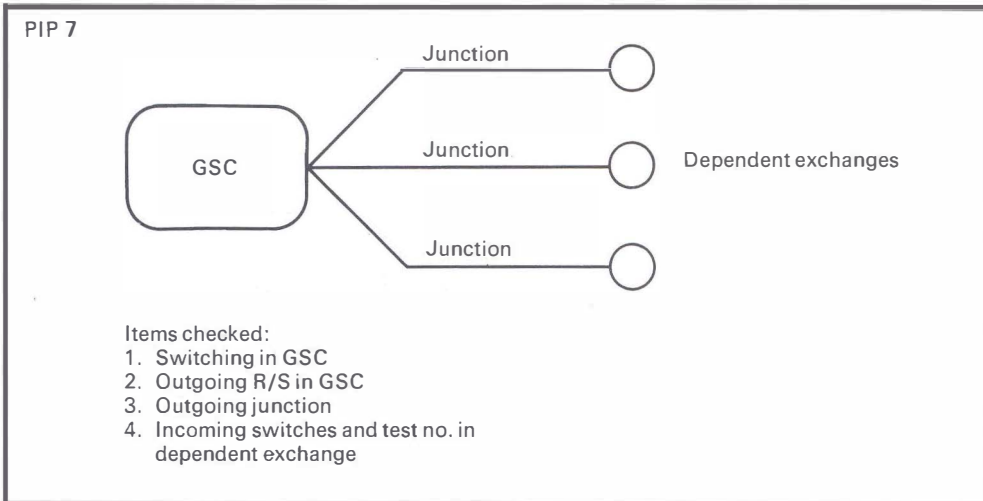 PIP 7
Junction
GSC
Junction
Dependent exchanges
Junction
Items checked:
1. Switching in GSC
2. Outgoing R/S in GSC
3. Outgoing junction
4. Incoming switches and test no. in
dependent exchange